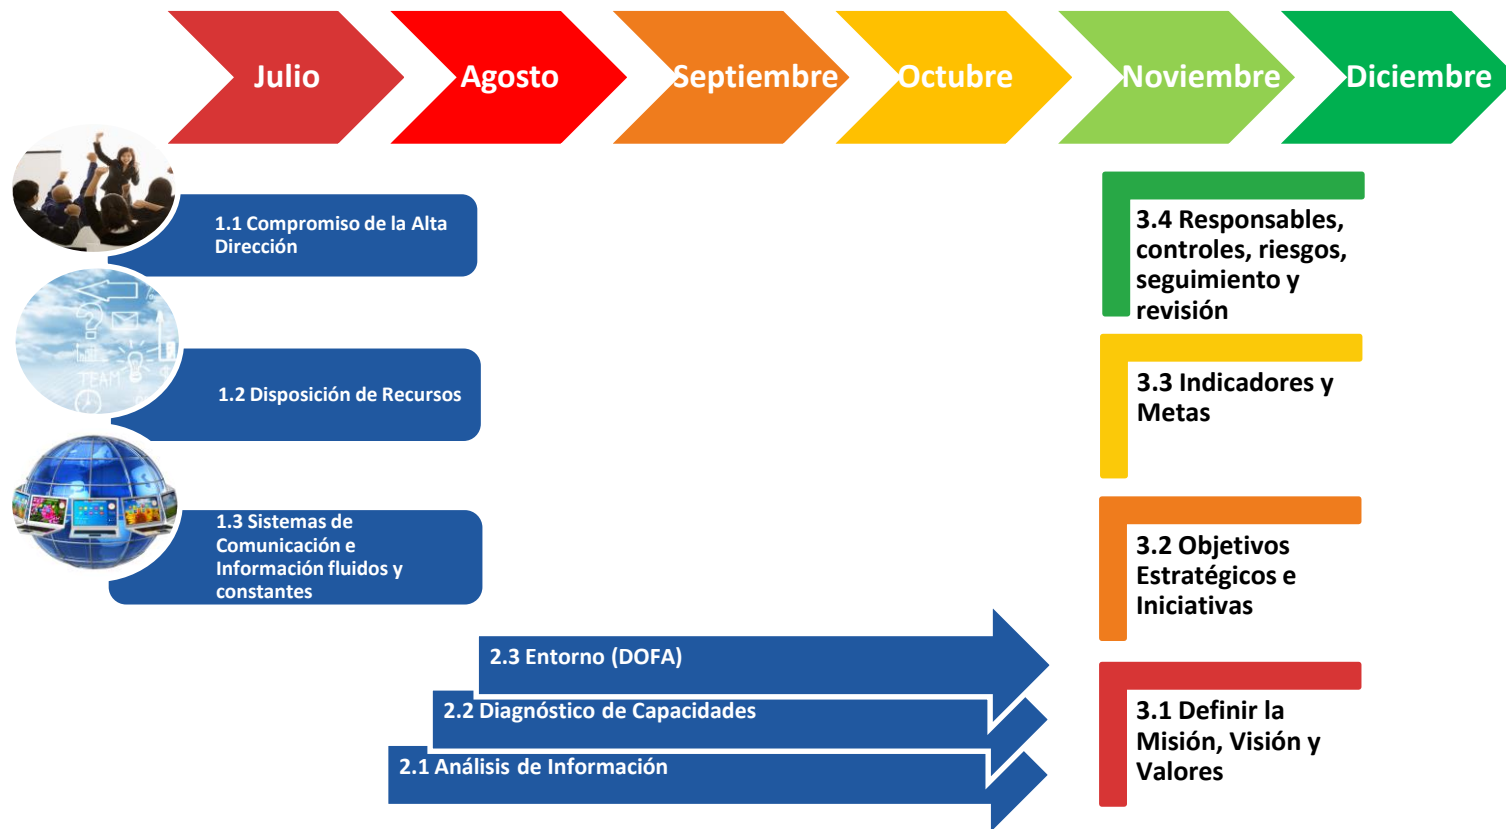 Julio
Agosto
Septiembre
Octubre
Noviembre
Diciembre
1.1 Compromiso de la Alta
Dirección
TEAM
1.2 Disposición de Recursos
1.3 Sistemas de
Comunicación e
Información fluidos y
constantes
2.3 Entorno (DOFA)
2.2 Diagnóstico de Capacidades
2.1 Análisis de Información
3.4 Responsables,
controles, riesgos,
seguimiento y
revisión
3.3 Indicadores y
Metas
3.2 Objetivos
Estratégicos e
Iniciativas
3.1 Definir la
Misión, Visión y
Valores